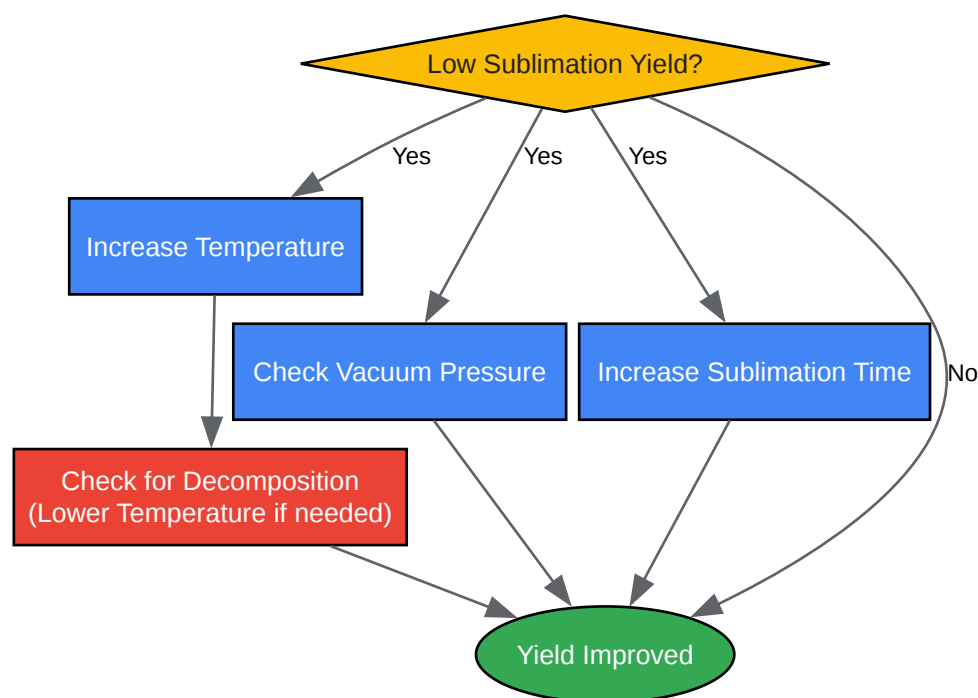 Low Sublimation Yield?
Yes
Yes
Yes
Increase Temperature
Check Vacuum Pressure
Increase Sublimation Time
No
Check for Decomposition
(Lower Temperature if needed)
Yield Improved